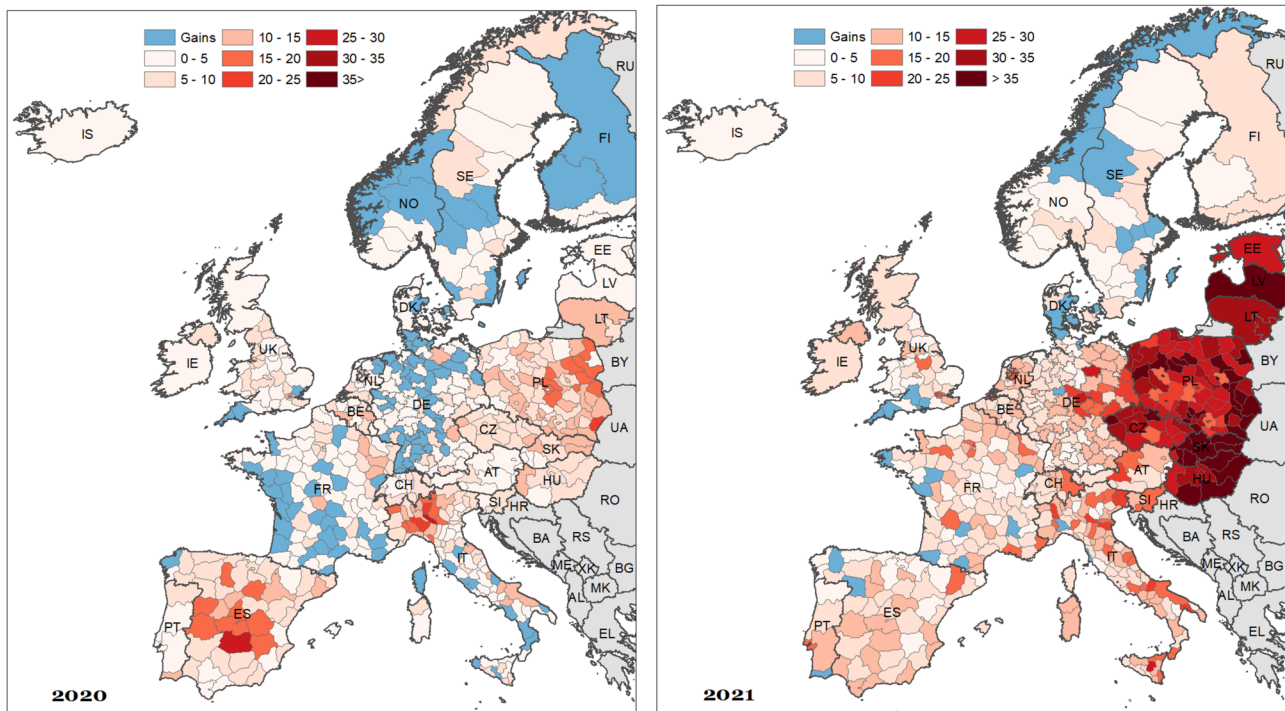 Gains 10 - 15 25 - 30
0 - 5 15 - 20 30 - 35
5 - 10 20 - 25 35>
RU
IS
FI
SE
NO
EE
LV
DK
LT
IE
UK
BY
NL
PL
DE
BE
UA
CZ
SK
FR
AT
CH
HU
SI
HR
RO
BA
RS
IT
ME
XK
BG
MK
AL
ES
PT
EL
2020
Gains 10 - 15 25 - 30
0 - 5 15 - 20 30 - 35
5 - 10 20 - 25 > 35
RU
IS
FI
SE
NO
EE
LV
DK
LT
IE
UK
BY
NL
PL
DE
BE
UA
CZ
SK
FR
AT
CH
HU
SI
HR
RO
BA
RS
IT
ME
XK
BG
MK
AL
ES
PT
EL
2021